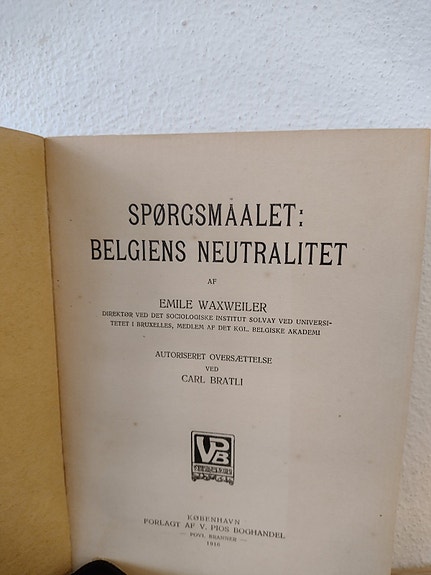 SPØRGSMAALET:
BELGIENS NEUTRALITET
AF
EMILE WAXWEILER
DIREKTØR VED DET SOCIOLOGISKE INSTITUT SOLVAY VED UNIVERSI-
TETET I BRUXELLES, MEDLEM AF DET KGL. BELGISKE AKADEMI
AUTORISERET OVERSÆTTELSE
VED
CARL BRATLI
VPB
KØBENHAVN
FORLAGT AF V. PIOS BOGHANDEL
— POVL BRANNER —
1916